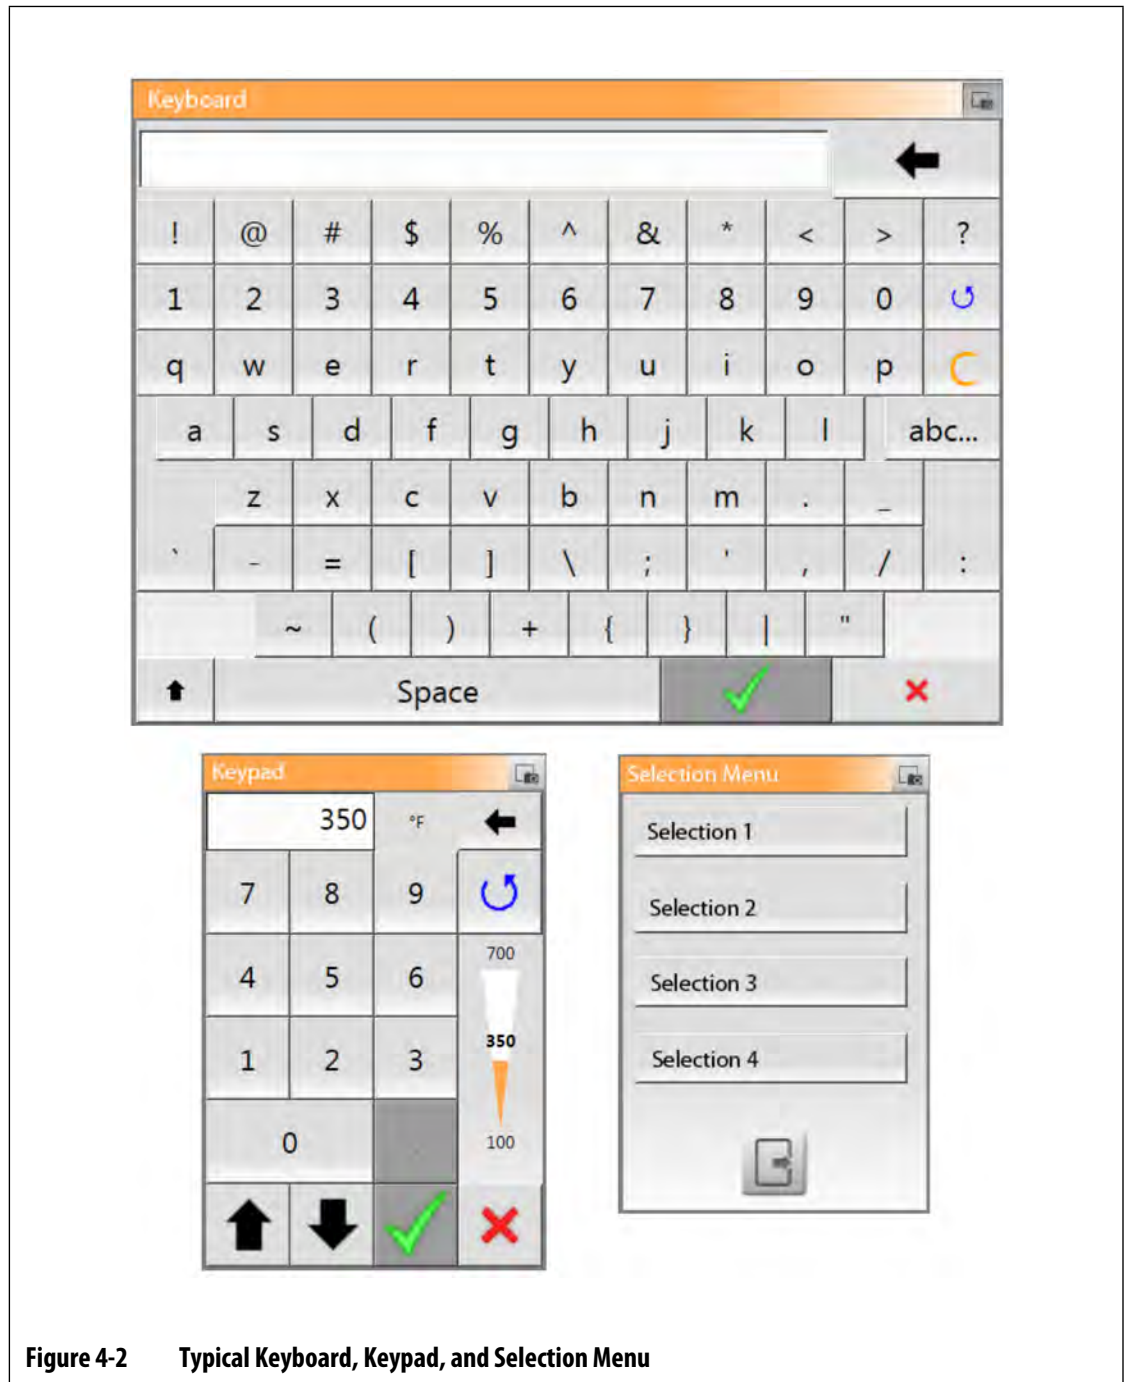 Keyboard
! @ # $ % ^ & * < > ?
1 2 3 4 5 6 7 8 9 0
q w e r t y u i o p
a s d f g h j k l abc...
z x c v b n m . _
` - = [ ] \ ; ' , / :
~ ( ) + { } | "
Space
Keypad
350 °F
7 8 9
4 5 6
700
1 2 3
350
0 .
100
Selection Menu
Selection 1
Selection 2
Selection 3
Selection 4
Figure 4-2 Typical Keyboard, Keypad, and Selection Menu